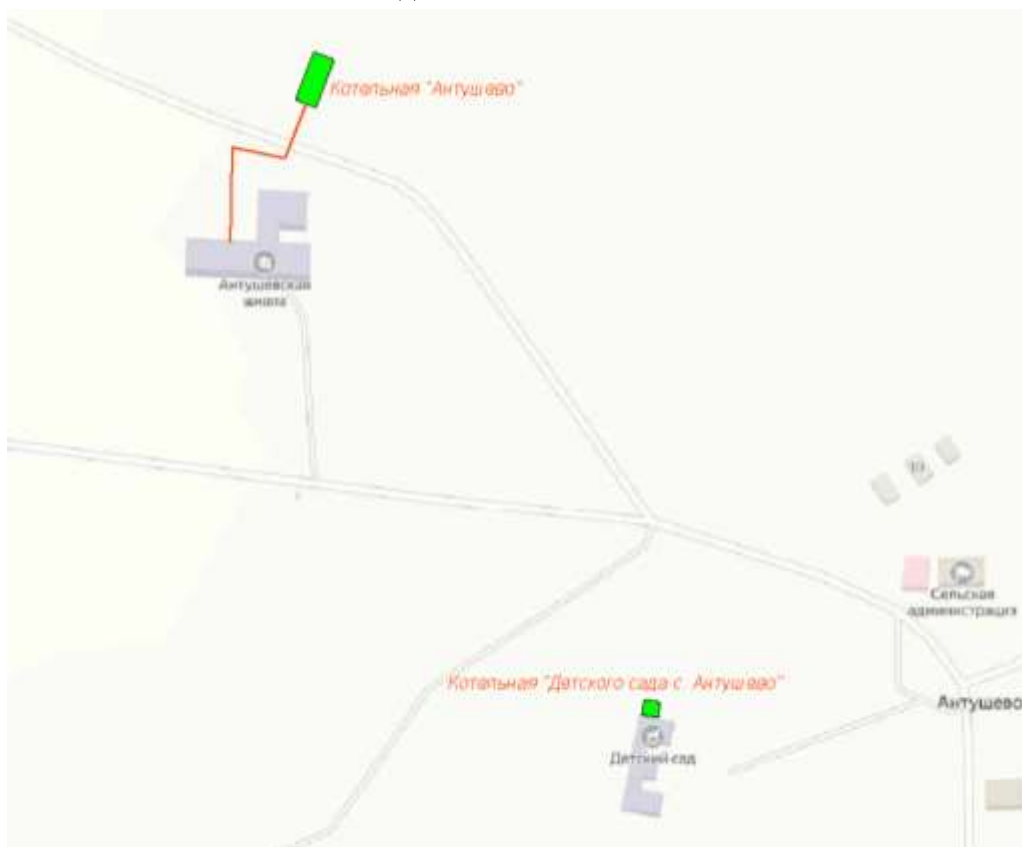 Котельная "Антушево"
Антушевская
школа
Сельская
администрация
Котельная "Детского сада с. Антушево"
Антушево
Детский сад